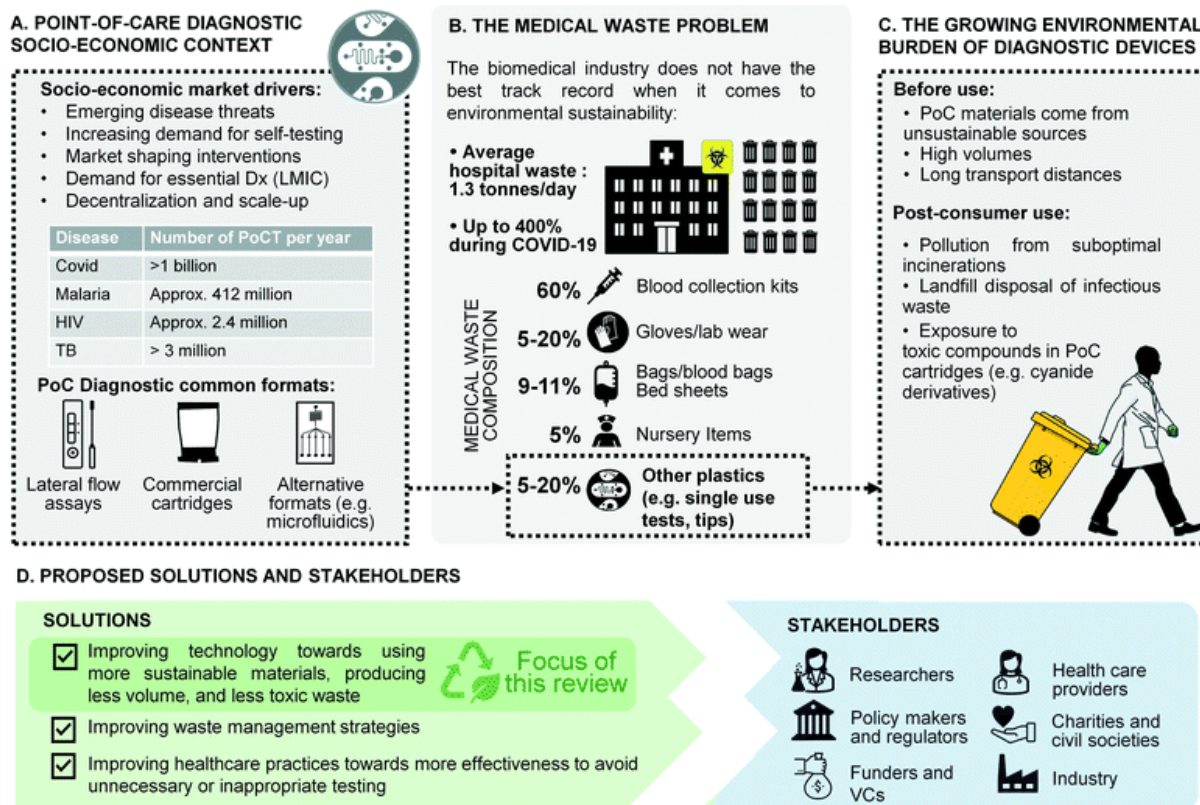 A. POINT-OF-CARE DIAGNOSTIC
SOCIO-ECONOMIC CONTEXT
Socio-economic market drivers:
• Emerging disease threats
• Increasing demand for self-testing
• Market shaping interventions
• Demand for essential Dx (LMIC)
• Decentralization and scale-up
Disease Number of PoCT per year
Covid >1 billion
Malaria Approx. 412 million
HIV Approx. 2.4 million
TB > 3 million
PoC Diagnostic common formats:
Lateral flow
assays
Commercial
cartridges
Alternative
formats (e.g.
microfluidics)
B. THE MEDICAL WASTE PROBLEM
The biomedical industry does not have the
best track record when it comes to
environmental sustainability:
• Average
hospital waste :
1.3 tonnes/day
• Up to 400%
during COVID-19
MEDICAL WASTE
COMPOSITION
60% Blood collection kits
5-20% Gloves/lab wear
9-11% Bags/blood bags
Bed sheets
5% Nursery Items
5-20% Other plastics
(e.g. single use
tests, tips)
C. THE GROWING ENVIRONMENTAL
BURDEN OF DIAGNOSTIC DEVICES
Before use:
• PoC materials come from
unsustainable sources
• High volumes
• Long transport distances
Post-consumer use:
• Pollution from suboptimal
incinerations
• Landfill disposal of infectious
waste
• Exposure to
toxic compounds in PoC
cartridges (e.g. cyanide
derivatives)
D. PROPOSED SOLUTIONS AND STAKEHOLDERS
SOLUTIONS
Improving technology towards using
more sustainable materials, producing
less volume, and less toxic waste
Focus of
this review
Improving waste management strategies
Improving healthcare practices towards more effectiveness to avoid
unnecessary or inappropriate testing
STAKEHOLDERS
Researchers
Policy makers
and regulators
Funders and
VCs
Health care
providers
Charities and
civil societies
Industry